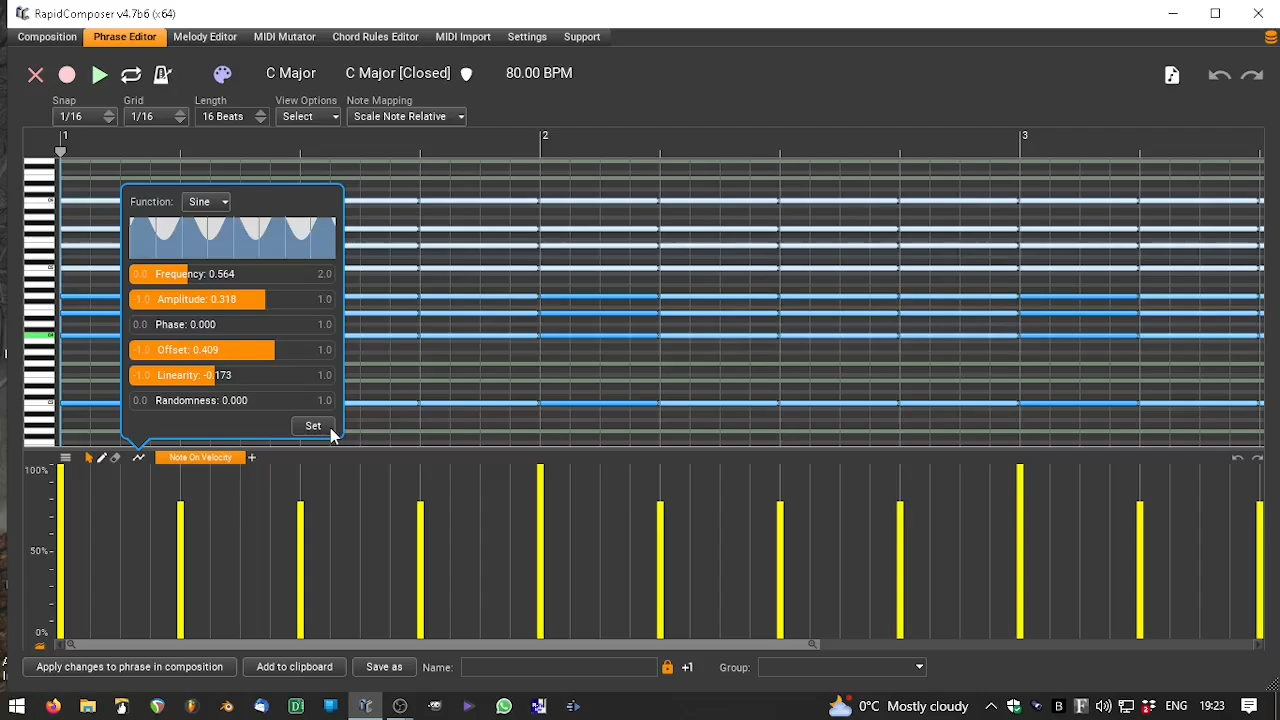 RapidComposer v4.7b6 (x64)
Composition Phrase Editor Melody Editor MIDI Mutator Chord Rules Editor MIDI Import Settings Support
C Major C Major [Closed] 80.00 BPM
Snap Grid Length View Options Note Mapping
1/16 1/16 16 Beats Select Scale Note Relative
1 2 3
Function: Sine
0.0 Frequency: 0.564 2.0
1.0 Amplitude: 0.318 1.0
0.0 Phase: 0.000 1.0
-1.0 Offset: 0.409 1.0
-1.0 Linearity: -0.173 1.0
0.0 Randomness: 0.000 1.0
Set
Note On Velocity +
100%
50%
0%
Apply changes to phrase in composition Add to clipboard Save as Name: +1 Group:
0°C Mostly cloudy ENG 19:23